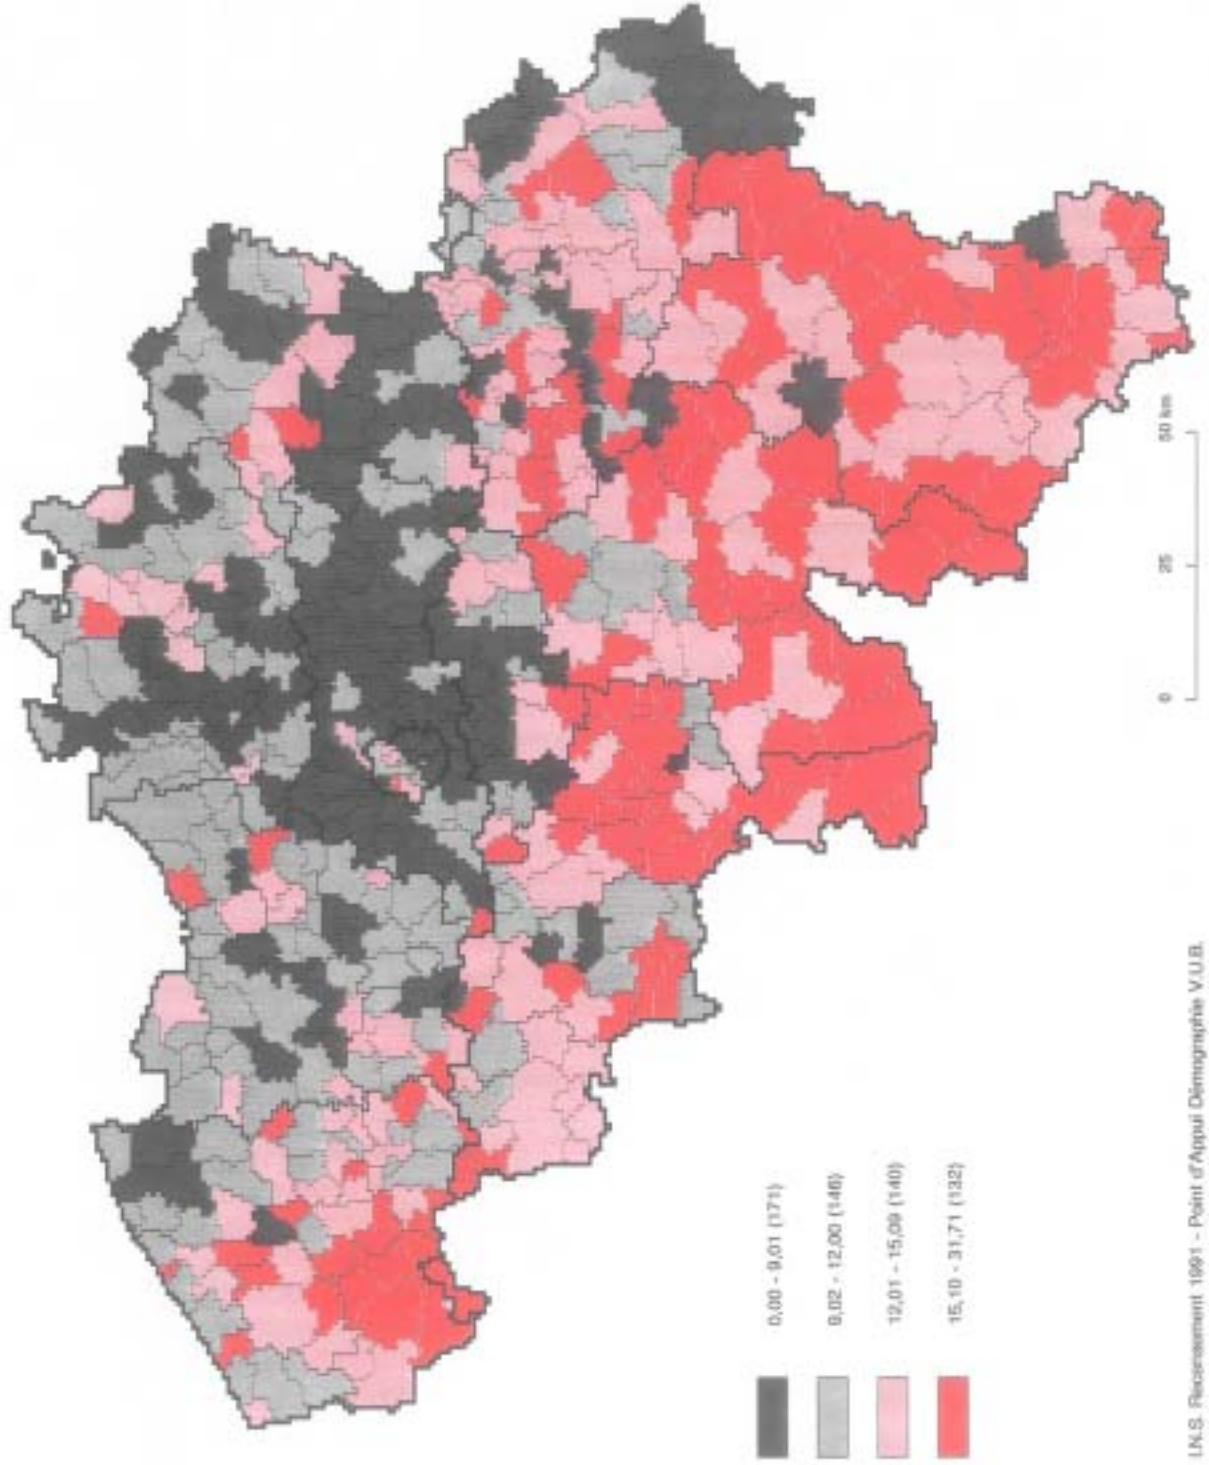 0,00 - 9,01 (171)
9,02 - 12,00 (146)
12,01 - 15,09 (140)
15,10 - 31,71 (132)
0 25 50 km
I.N.S. Recensement 1991 - Point d'Appui Démographie V.U.B.